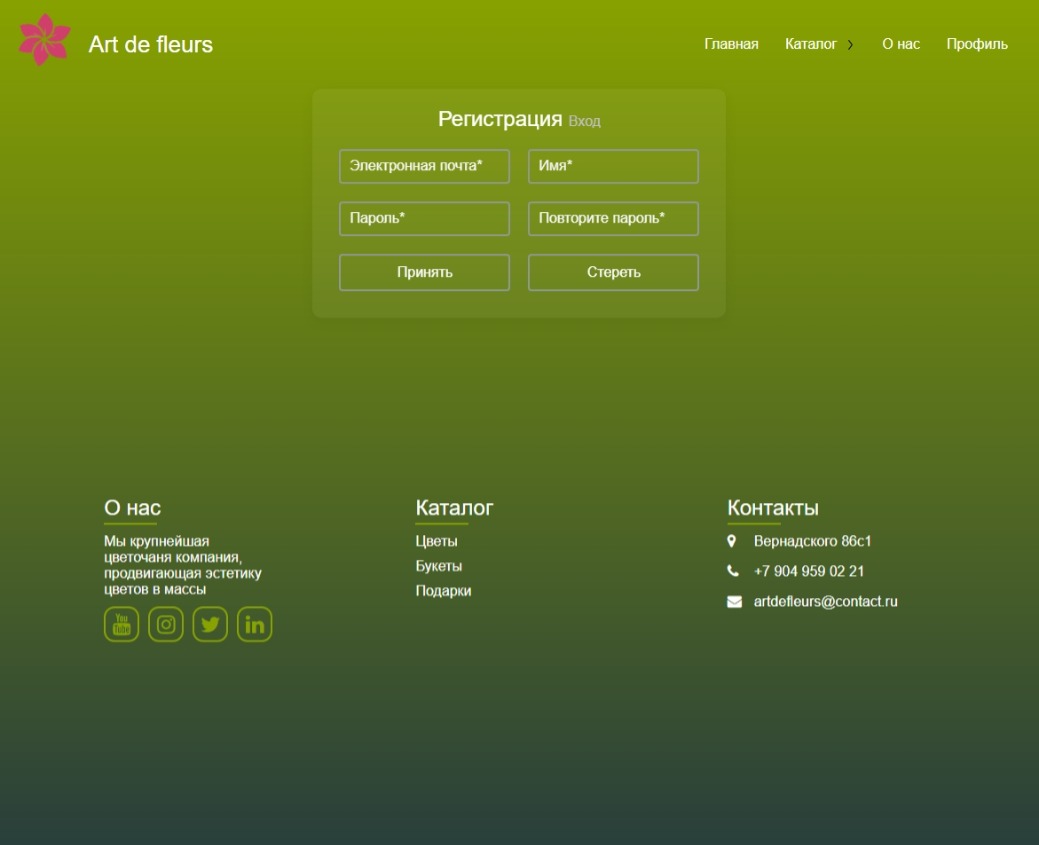 Art de fleurs
Главная Каталог О нас Профиль
Регистрация Вход
Электронная почта* Имя*
Пароль* Повторите пароль*
Принять Стереть
О нас
Мы крупнейшая
цветочаня компания,
продвигающая эстетику
цветов в массы
You
Tube
in
Каталог
Цветы
Букеты
Подарки
Контакты
Вернадского 86с1
+7 904 959 02 21
artdefleurs@contact.ru